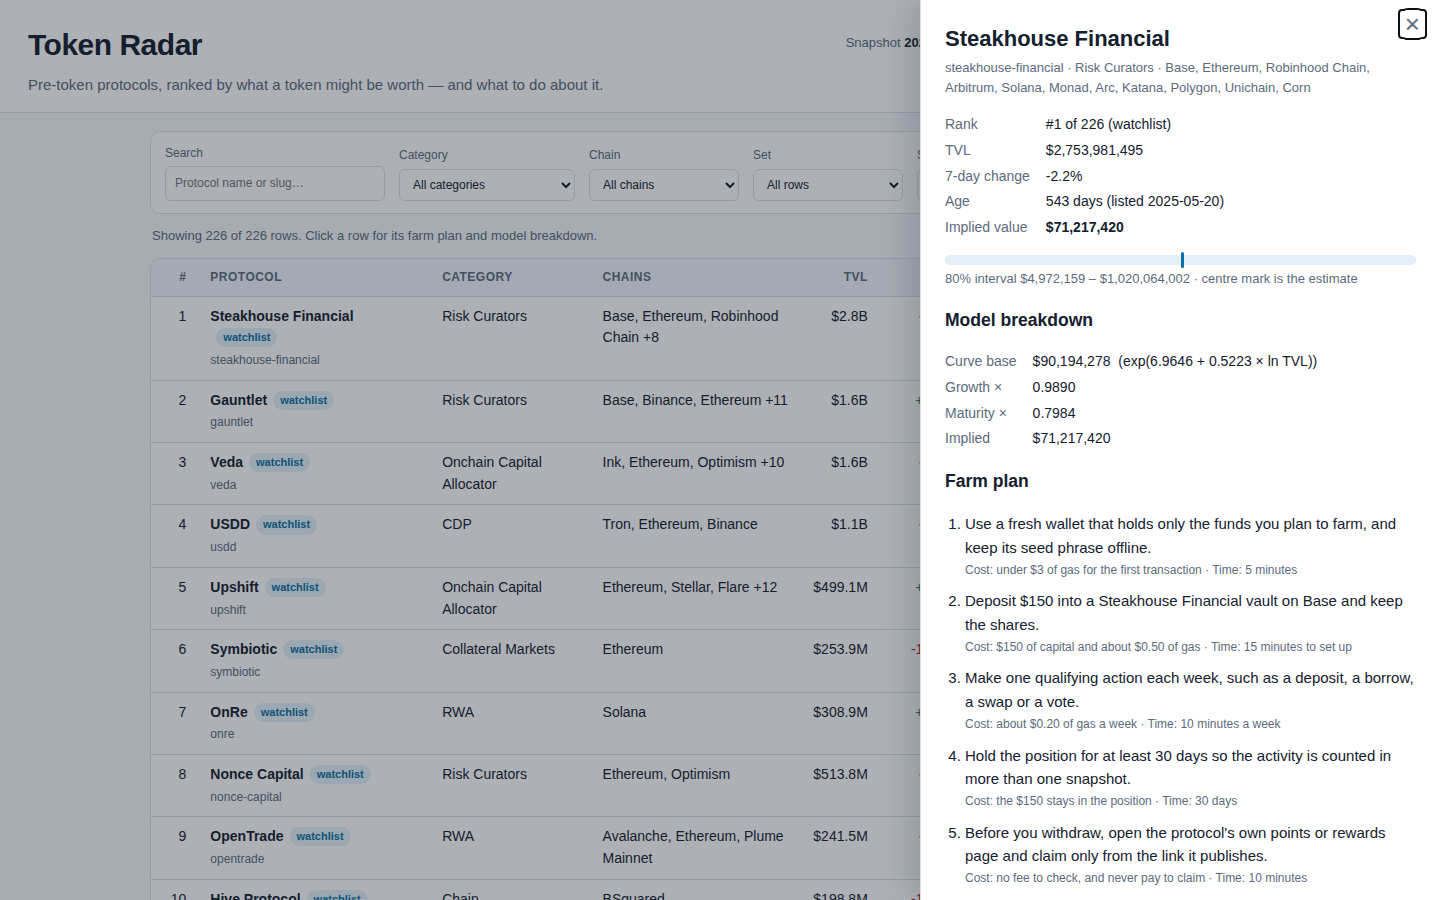 Token Radar
Snapshot
Pre-token protocols, ranked by what a token might be worth — and what to do about it.
Search
Category
Chain
Set
Protocol name or slug…
All categories
All chains
All rows
Showing 226 of 226 rows. Click a row for its farm plan and model breakdown.
# PROTOCOL CATEGORY CHAINS TVL
1 Steakhouse Financial Risk Curators Base, Ethereum, Robinhood $2.8B
watchlist Chain +8
steakhouse-financial
2 Gauntlet watchlist Risk Curators Base, Binance, Ethereum +11 $1.6B
gauntlet
3 Veda watchlist Onchain Capital Ink, Ethereum, Optimism +10 $1.6B
veda Allocator
4 USDD watchlist CDP Tron, Ethereum, Binance $1.1B
usdd
5 Upshift watchlist Onchain Capital Ethereum, Stellar, Flare +12 $499.1M
upshift Allocator
6 Symbiotic watchlist Collateral Markets Ethereum $253.9M
symbiotic
7 OnRe watchlist RWA Solana $308.9M
onre
8 Nonce Capital watchlist Risk Curators Ethereum, Optimism $513.8M
nonce-capital
9 OpenTrade watchlist RWA Avalanche, Ethereum, Plume $241.5M
opentrade Mainnet
10 Hive Protocol watchlist Chain BSquared $198.8M
×
Steakhouse Financial
steakhouse-financial · Risk Curators · Base, Ethereum, Robinhood Chain,
Arbitrum, Solana, Monad, Arc, Katana, Polygon, Unichain, Corn
Rank #1 of 226 (watchlist)
TVL $2,753,981,495
7-day change -2.2%
Age 543 days (listed 2025-05-20)
Implied value $71,217,420
80% interval $4,972,159 – $1,020,064,002 · centre mark is the estimate
Model breakdown
Curve base $90,194,278 (exp(6.9646 + 0.5223 × ln TVL))
Growth × 0.9890
Maturity × 0.7984
Implied $71,217,420
Farm plan
1. Use a fresh wallet that holds only the funds you plan to farm, and
keep its seed phrase offline.
Cost: under $3 of gas for the first transaction · Time: 5 minutes
2. Deposit $150 into a Steakhouse Financial vault on Base and keep
the shares.
Cost: $150 of capital and about $0.50 of gas · Time: 15 minutes to set up
3. Make one qualifying action each week, such as a deposit, a borrow,
a swap or a vote.
Cost: about $0.20 of gas a week · Time: 10 minutes a week
4. Hold the position for at least 30 days so the activity is counted in
more than one snapshot.
Cost: the $150 stays in the position · Time: 30 days
5. Before you withdraw, open the protocol's own points or rewards
page and claim only from the link it publishes.
Cost: no fee to check, and never pay to claim · Time: 10 minutes